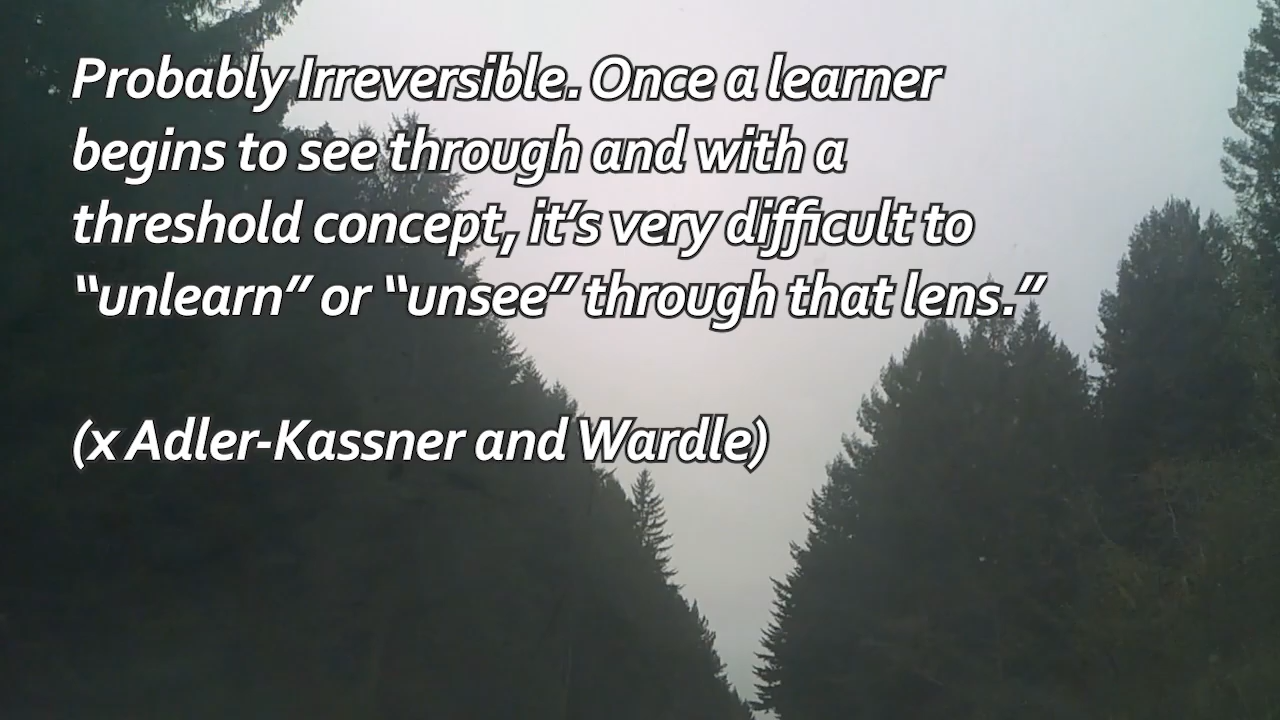 Probably Irreversible. Once a learner
begins to see through and with a
threshold concept, it’s very difficult to
“unlearn” or “unsee” through that lens.”
(x Adler-Kassner and Wardle)